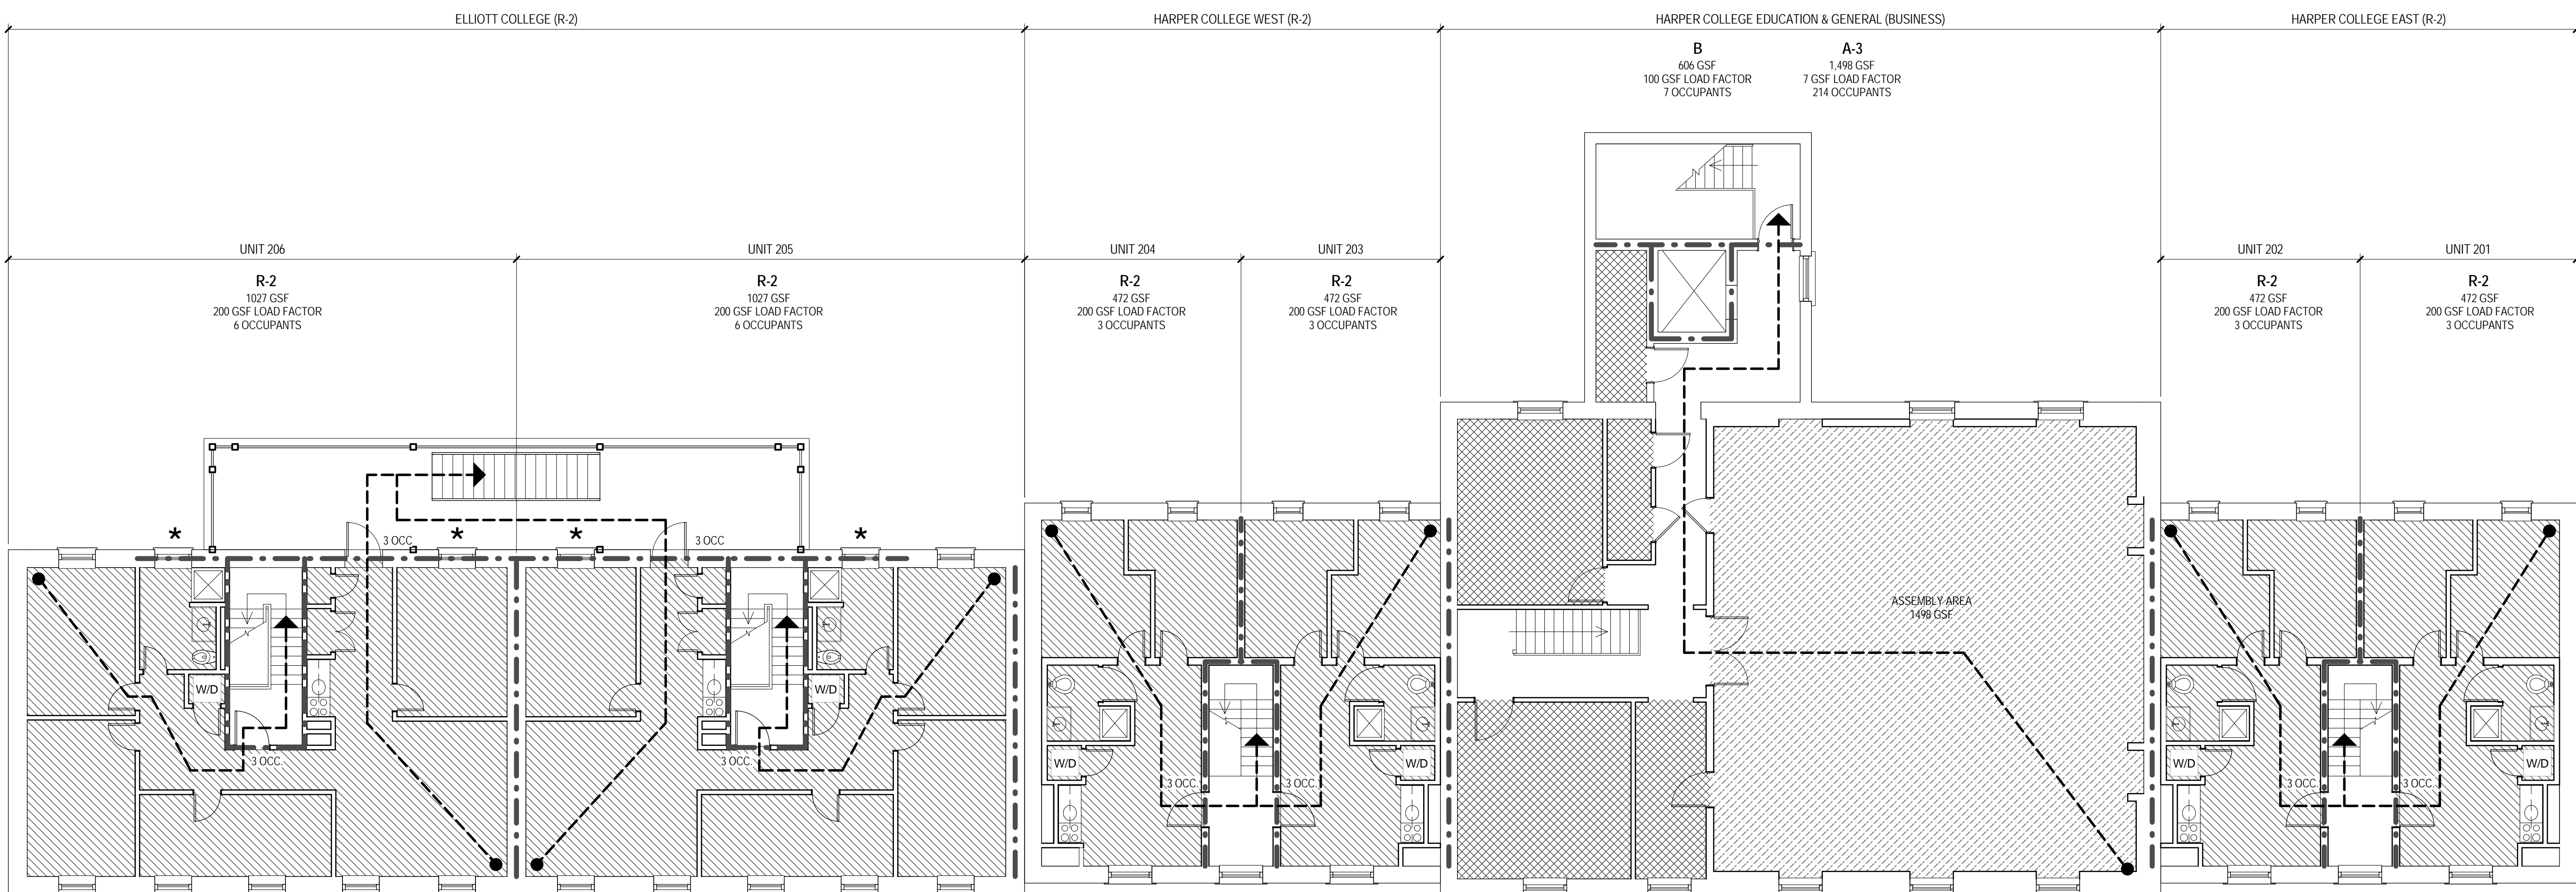 ELLIOTT COLLEGE (R-2)
HARPER COLLEGE WEST (R-2)
HARPER COLLEGE EDUCATION & GENERAL (BUSINESS)
HARPER COLLEGE EAST (R-2)
B
606 GSF
100 GSF LOAD FACTOR
7 OCCUPANTS
A-3
1,498 GSF
7 GSF LOAD FACTOR
214 OCCUPANTS
UNIT 206
R-2
1027 GSF
200 GSF LOAD FACTOR
6 OCCUPANTS
UNIT 205
R-2
1027 GSF
200 GSF LOAD FACTOR
6 OCCUPANTS
UNIT 204
R-2
472 GSF
200 GSF LOAD FACTOR
3 OCCUPANTS
UNIT 203
R-2
472 GSF
200 GSF LOAD FACTOR
3 OCCUPANTS
UNIT 202
R-2
472 GSF
200 GSF LOAD FACTOR
3 OCCUPANTS
UNIT 201
R-2
472 GSF
200 GSF LOAD FACTOR
3 OCCUPANTS
*
*
*
*
3 OCC.
3 OCC
ASSEMBLY AREA
1498 GSF
W/D
W/D
3 OCC.
3 OCC.
W/D
W/D
W/D
W/D
3 OCC.
3 OCC.
3 OCC.
3 OCC.